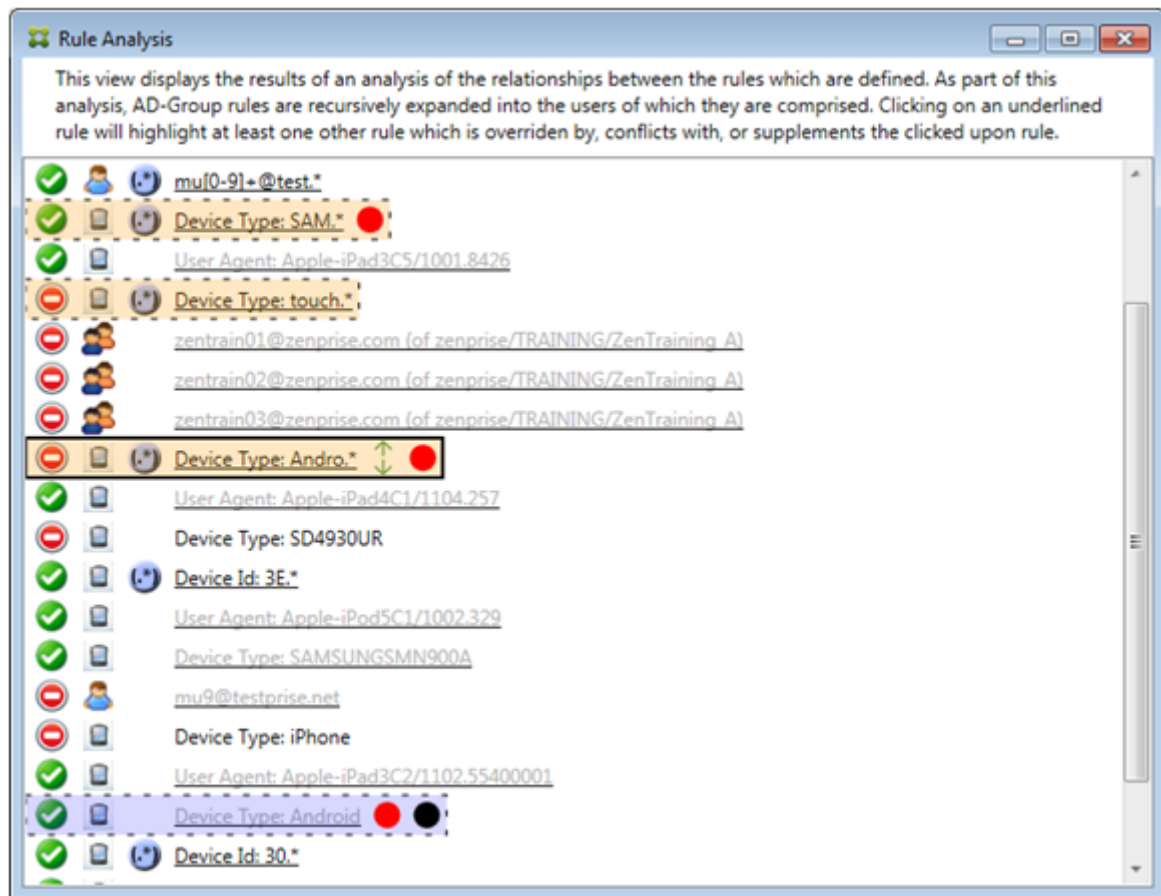 Rule Analysis
This view displays the results of an analysis of the relationships between the rules which are defined. As part of this
analysis, AD-Group rules are recursively expanded into the users of which they are comprised. Clicking on an underlined
rule will highlight at least one other rule which is overriden by, conflicts with, or supplements the clicked upon rule.
(.*) mu[0-9]+@test.*
(.*) Device Type: SAM.*
User Agent: Apple-iPad3C5/1001.8426
(.*) Device Type: touch.*
zentrain01@zenprise.com (of zenprise/TRAINING/ZenTraining_A)
zentrain02@zenprise.com (of zenprise/TRAINING/ZenTraining_A)
zentrain03@zenprise.com (of zenprise/TRAINING/ZenTraining_A)
(.*) Device Type: Andro.*
User Agent: Apple-iPad4C1/1104.257
Device Type: SD4930UR
(.*) Device Id: 3E.*
User Agent: Apple-iPod5C1/1002.329
Device Type: SAMSUNGSMN900A
mu9@testprise.net
Device Type: iPhone
User Agent: Apple-iPad3C2/1102.55400001
Device Type: Android
(.*) Device Id: 30.*